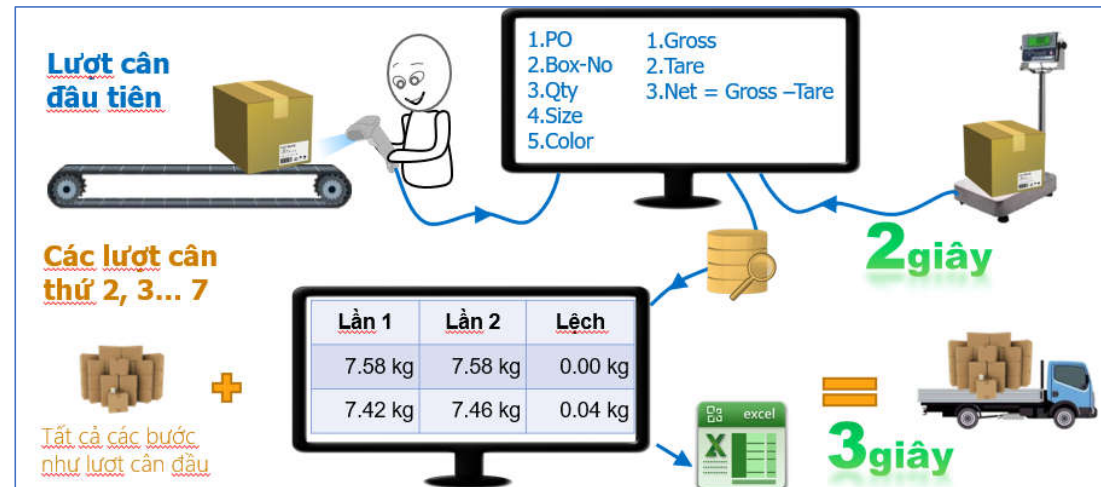 Lượt cân
đầu tiên
1.PO
2.Box-No
3.Qty
4.Size
5.Color
1.Gross
2.Tare
3.Net = Gross –Tare
2giây
Các lượt cân
thứ 2, 3... 7
Tất cả các bước
như lượt cân đầu
Lần 1 Lần 2 Lệch
7.58 kg 7.58 kg 0.00 kg
7.42 kg 7.46 kg 0.04 kg
excel
X
3giây